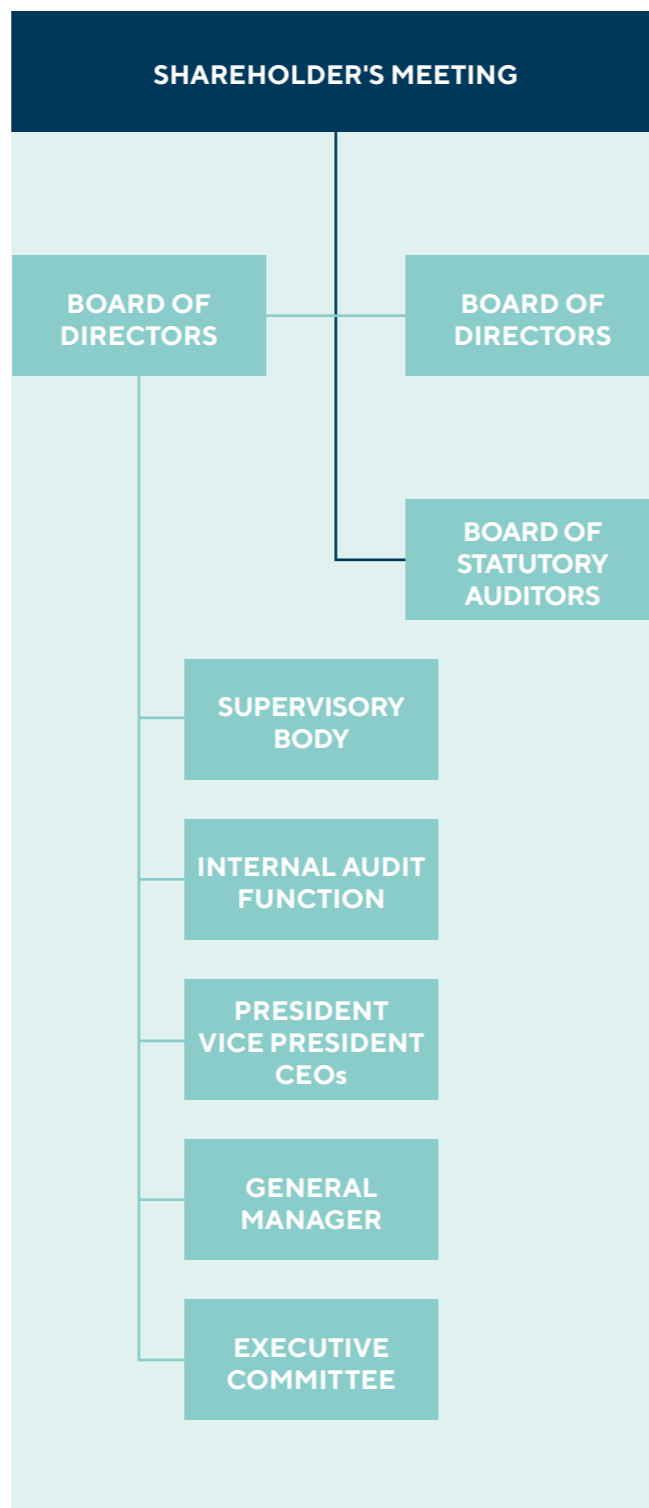 SHAREHOLDER'S MEETING
BOARD OF
DIRECTORS
BOARD OF
DIRECTORS
BOARD OF
STATUTORY
AUDITORS
SUPERVISORY
BODY
INTERNAL AUDIT
FUNCTION
PRESIDENT
VICE PRESIDENT
CEOs
GENERAL
MANAGER
EXECUTIVE
COMMITTEE